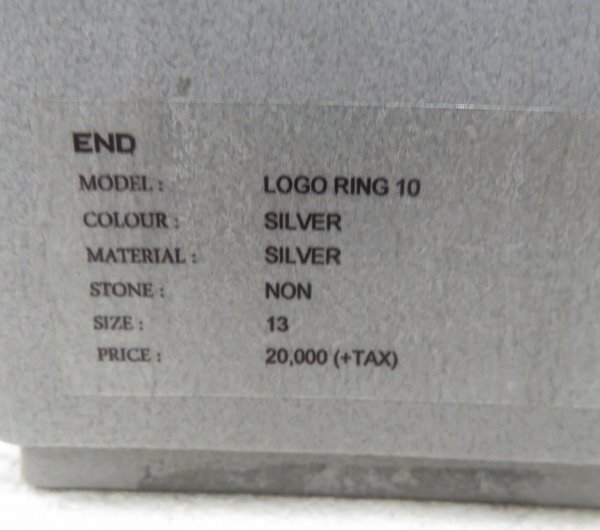 END
MODEL : LOGO RING 10
COLOUR : SILVER
MATERIAL : SILVER
STONE : NON
SIZE : 13
PRICE : 20,000 (+TAX)